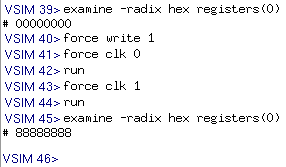 VSIM 39> examine -radix hex registers(0)
# 00000000
VSIM 40> force write 1
VSIM 41> force clk 0
VSIM 42> run
VSIM 43> force clk 1
VSIM 44> run
VSIM 45> examine -radix hex registers(0)
# 88888888
VSIM 46>